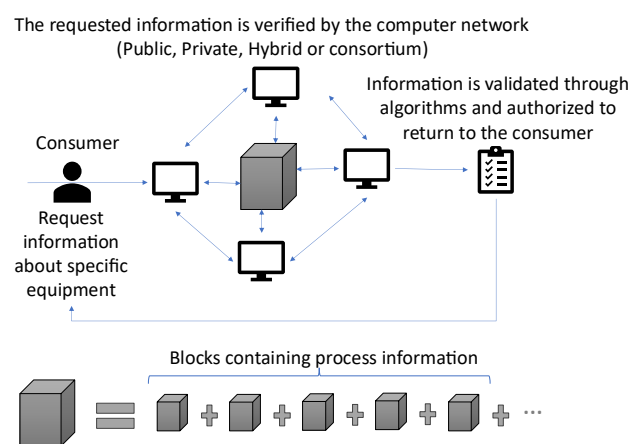 The requested information is verified by the computer network
(Public, Private, Hybrid or consortium)
Information is validated through
algorithms and authorized to
return to the consumer
Consumer
Request
information
about specific
equipment
Blocks containing process information
...